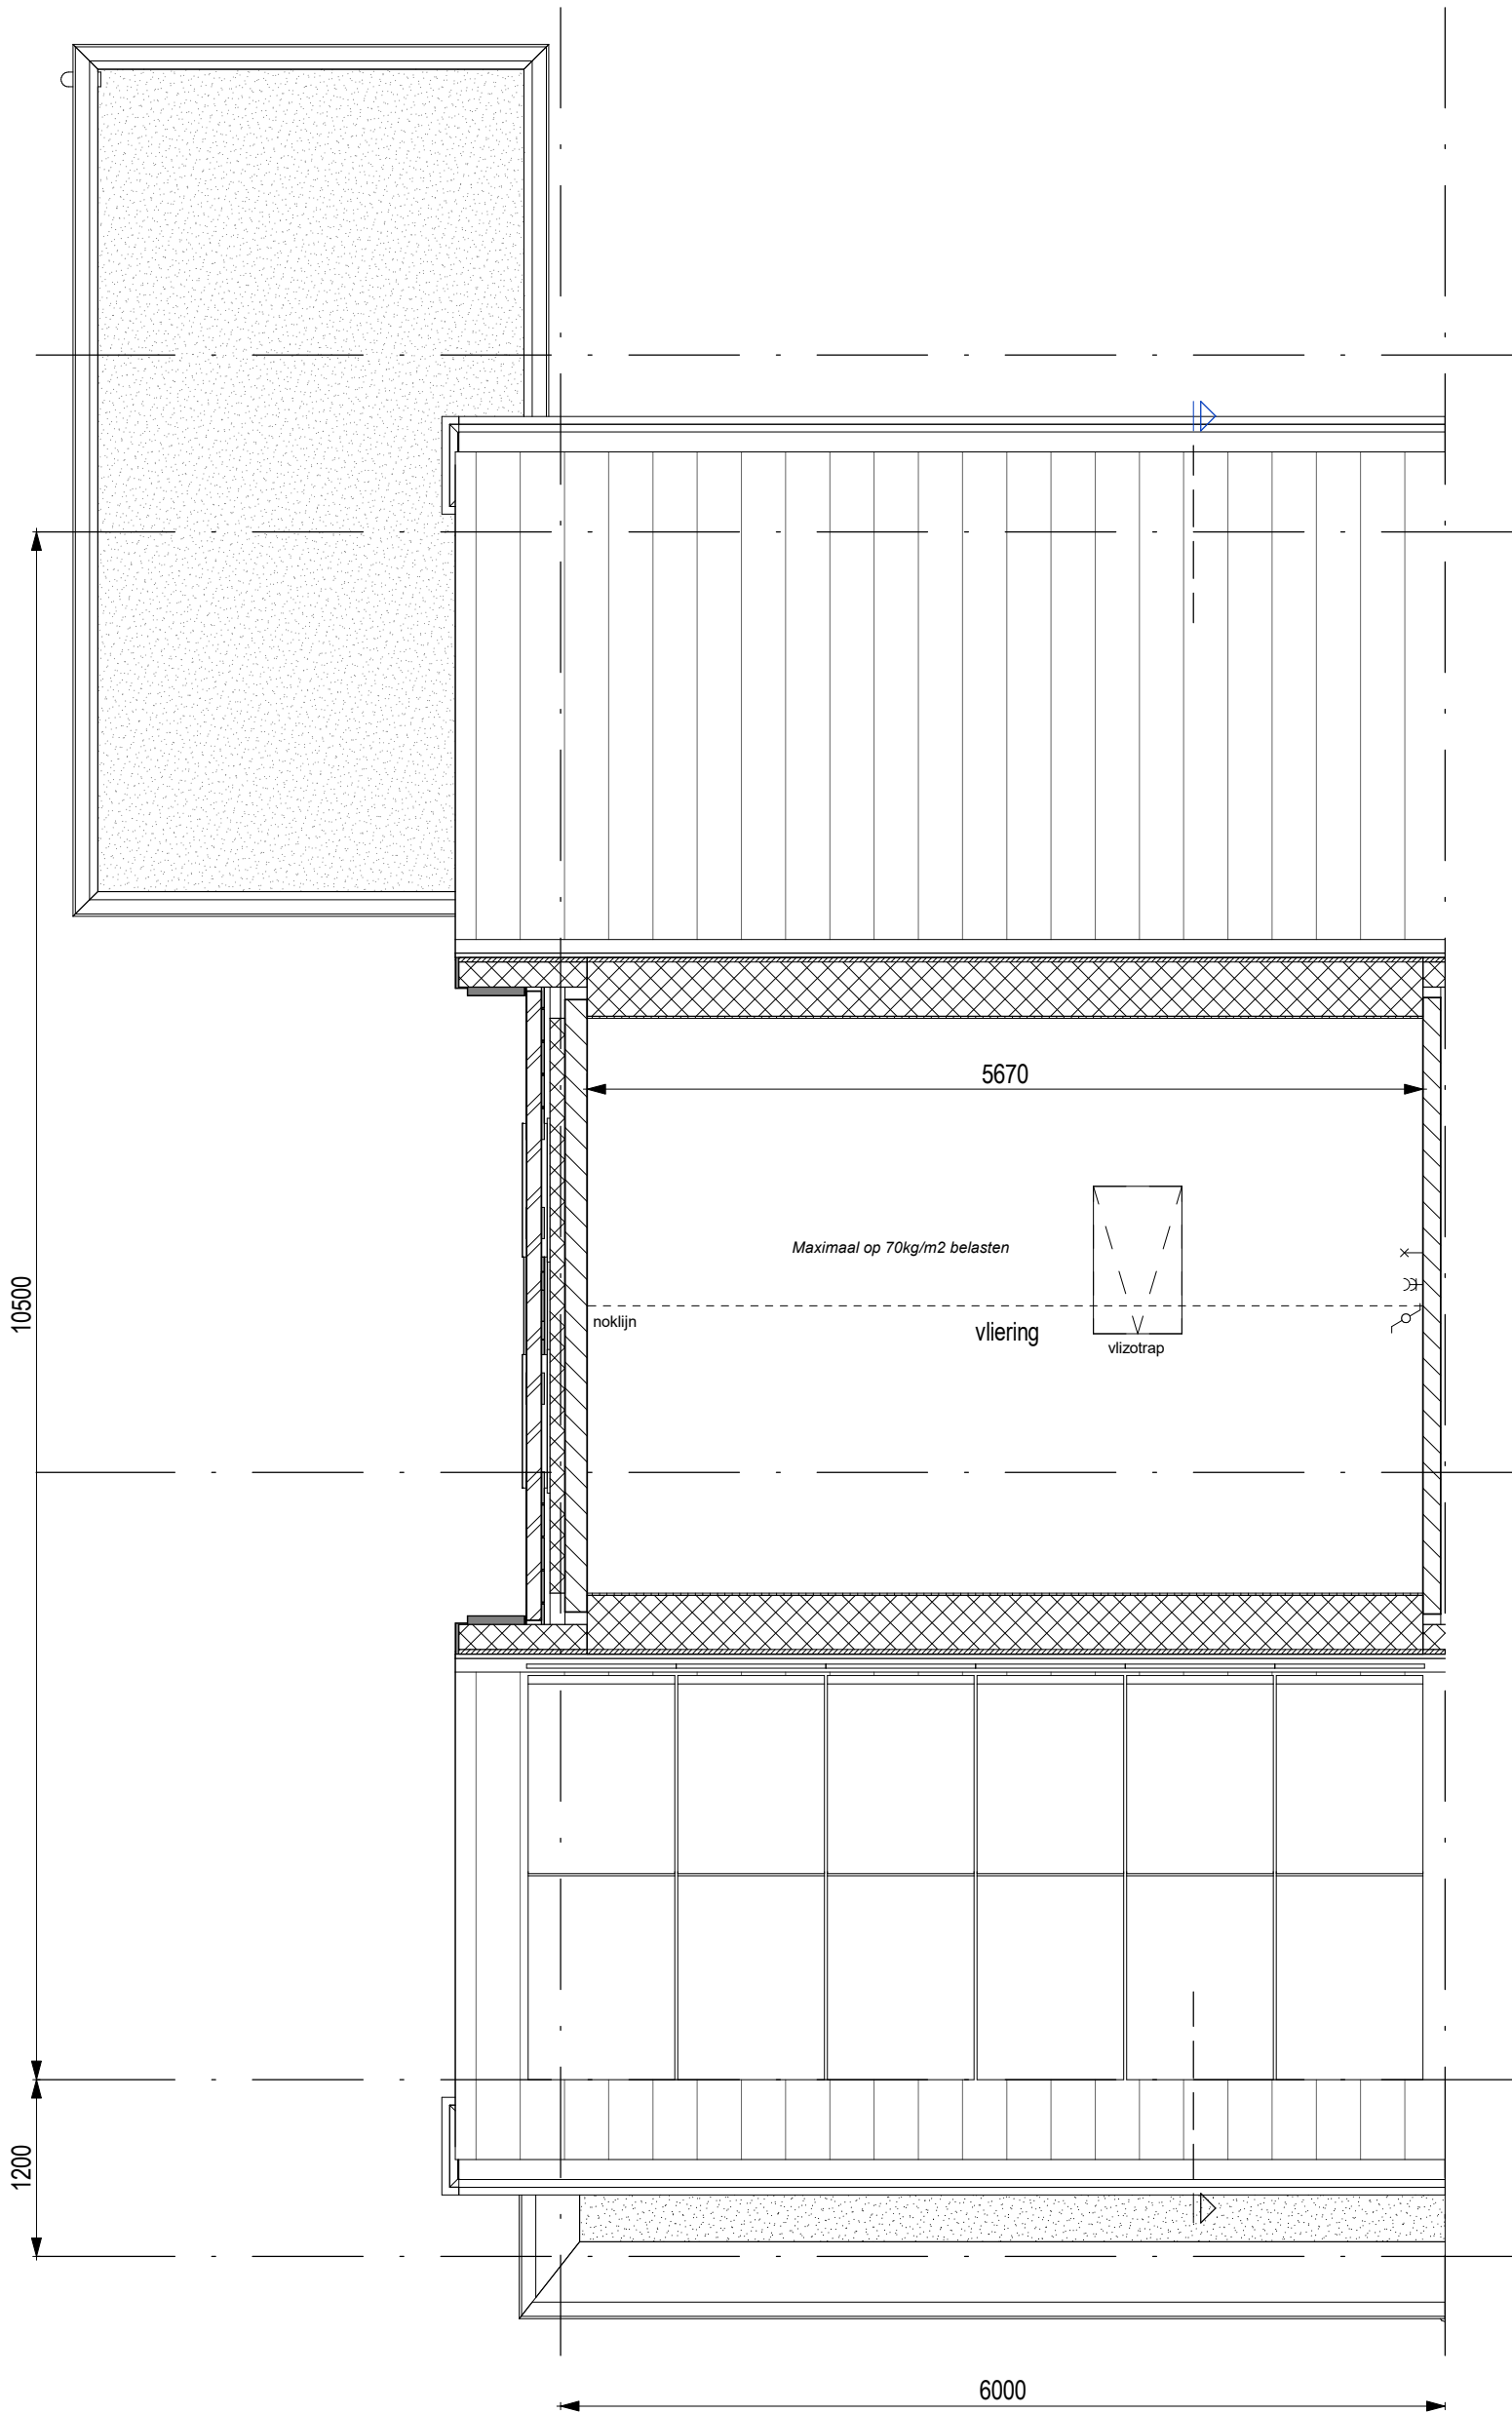 5670
Maximaal op 70kg/m2 belasten
noklijn
vliering
vlizotrap
10500
1200
6000